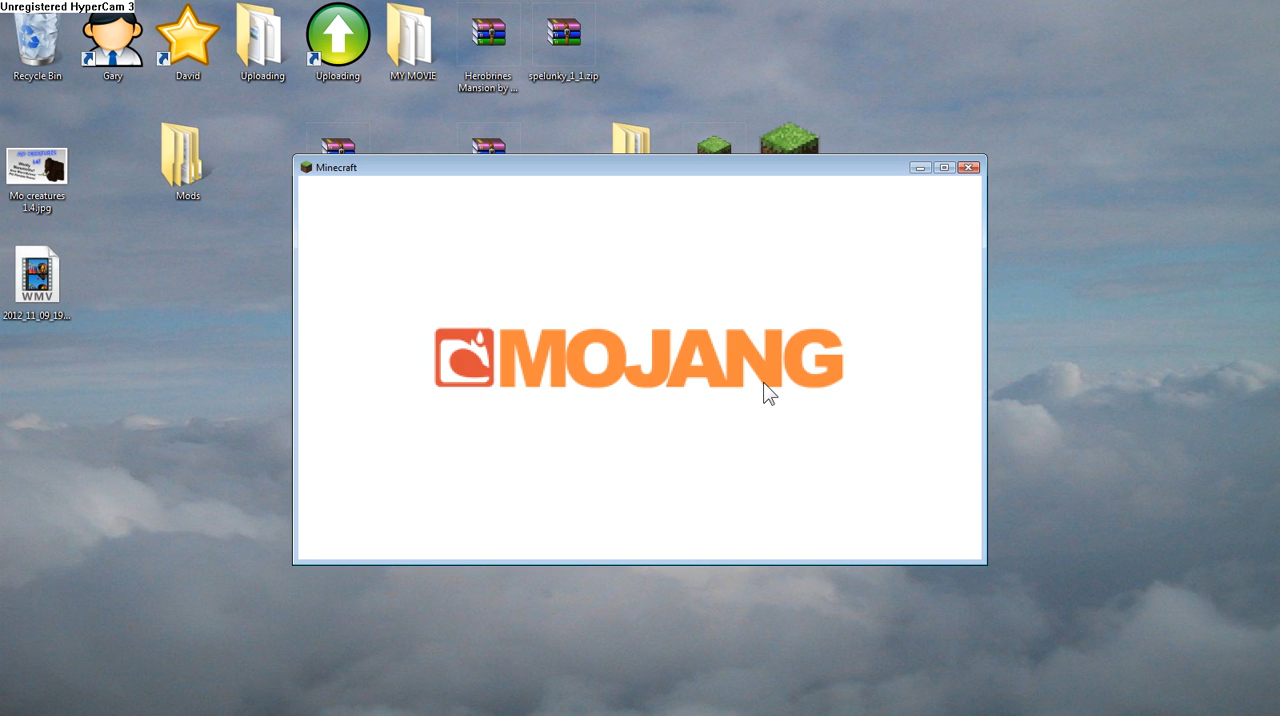 Unregistered HyperCam 3
Recycle Bin
Gary
David
Uploading
Uploading
MY MOVIE
Herobrines
Mansion by ...
spelunky_1_1.zip
Mo creatures
1.4.jpg
Mods
WMV
2012_11_09_19...
Minecraft
MOJANG